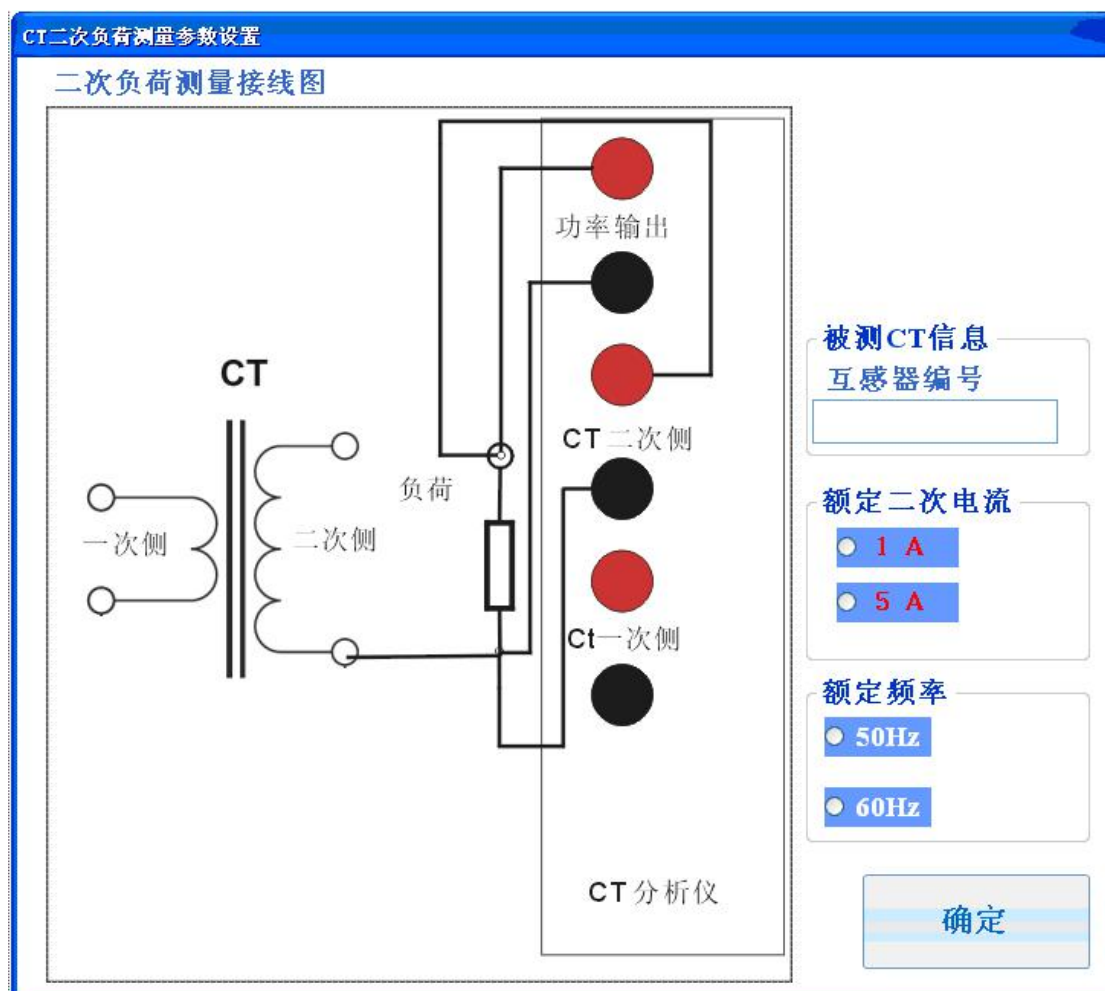 CT二次负荷测量参数设置
二次负荷测量接线图
功率输出
CT
CT二次侧
负荷
一次侧
二次侧
Ct一次侧
CT分析仪
被测CT信息
互感器编号
额定二次电流
1 A
5 A
额定频率
50Hz
60Hz
确定